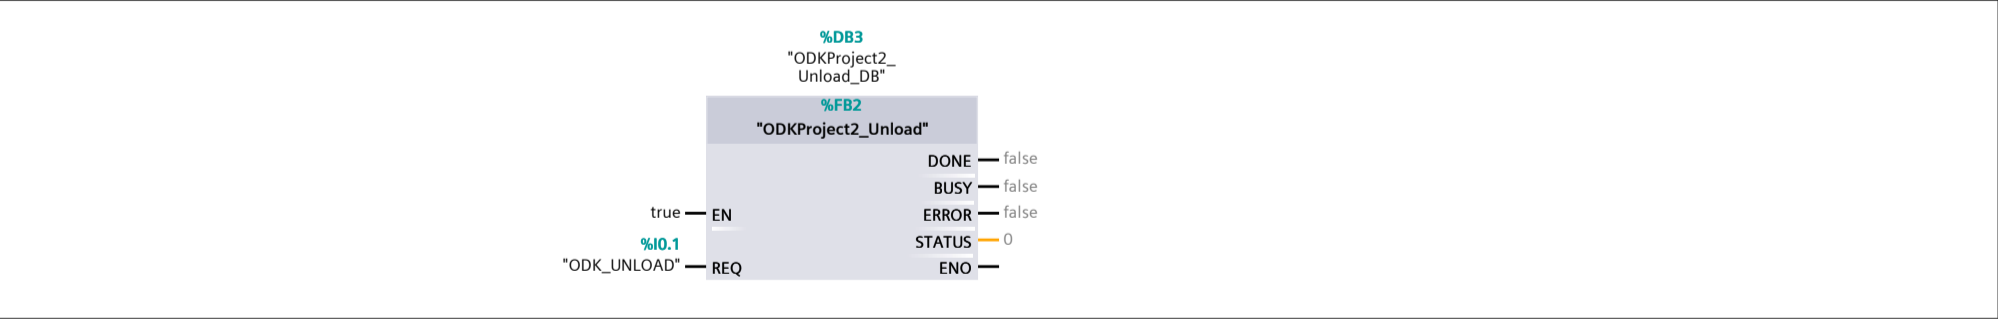 %DB3
"ODKProject2_
Unload_DB"
%FB2
"ODKProject2_Unload"
DONE false
BUSY false
true EN
ERROR false
%I0.1
STATUS 0
"ODK_UNLOAD" REQ
ENO